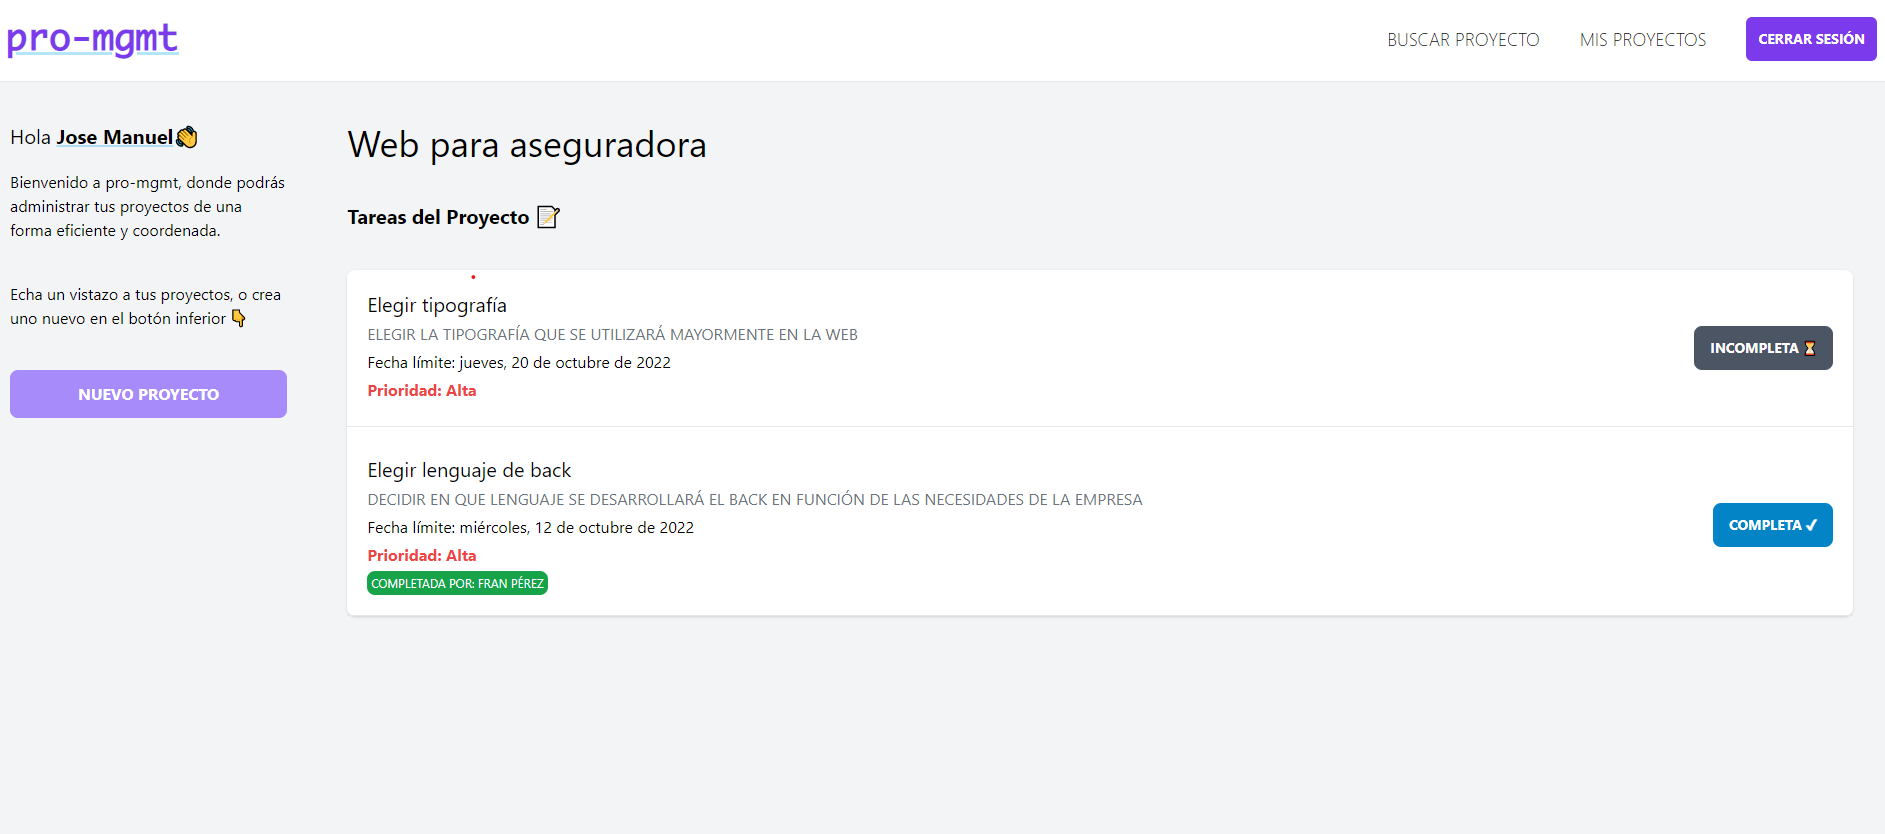 pro-mgmt
BUSCAR PROYECTO
MIS PROYECTOS
CERRAR SESIÓN
Hola Jose Manuel👏
Bienvenido a pro-mgmt, donde podrás
administrar tus proyectos de una
forma eficiente y coordenada.
Echa un vistazo a tus proyectos, o crea
uno nuevo en el botón inferior 👇
NUEVO PROYECTO
Web para aseguradora
Tareas del Proyecto 📝
Elegir tipografía
ELEGIR LA TIPOGRAFÍA QUE SE UTILIZARÁ MAYORMENTE EN LA WEB
Fecha límite: jueves, 20 de octubre de 2022
Prioridad: Alta
INCOMPLETA ⏳
Elegir lenguaje de back
DECIDIR EN QUE LENGUAJE SE DESARROLLARÁ EL BACK EN FUNCIÓN DE LAS NECESIDADES DE LA EMPRESA
Fecha límite: miércoles, 12 de octubre de 2022
Prioridad: Alta
COMPLETADA POR: FRAN PÉREZ
COMPLETA ✔